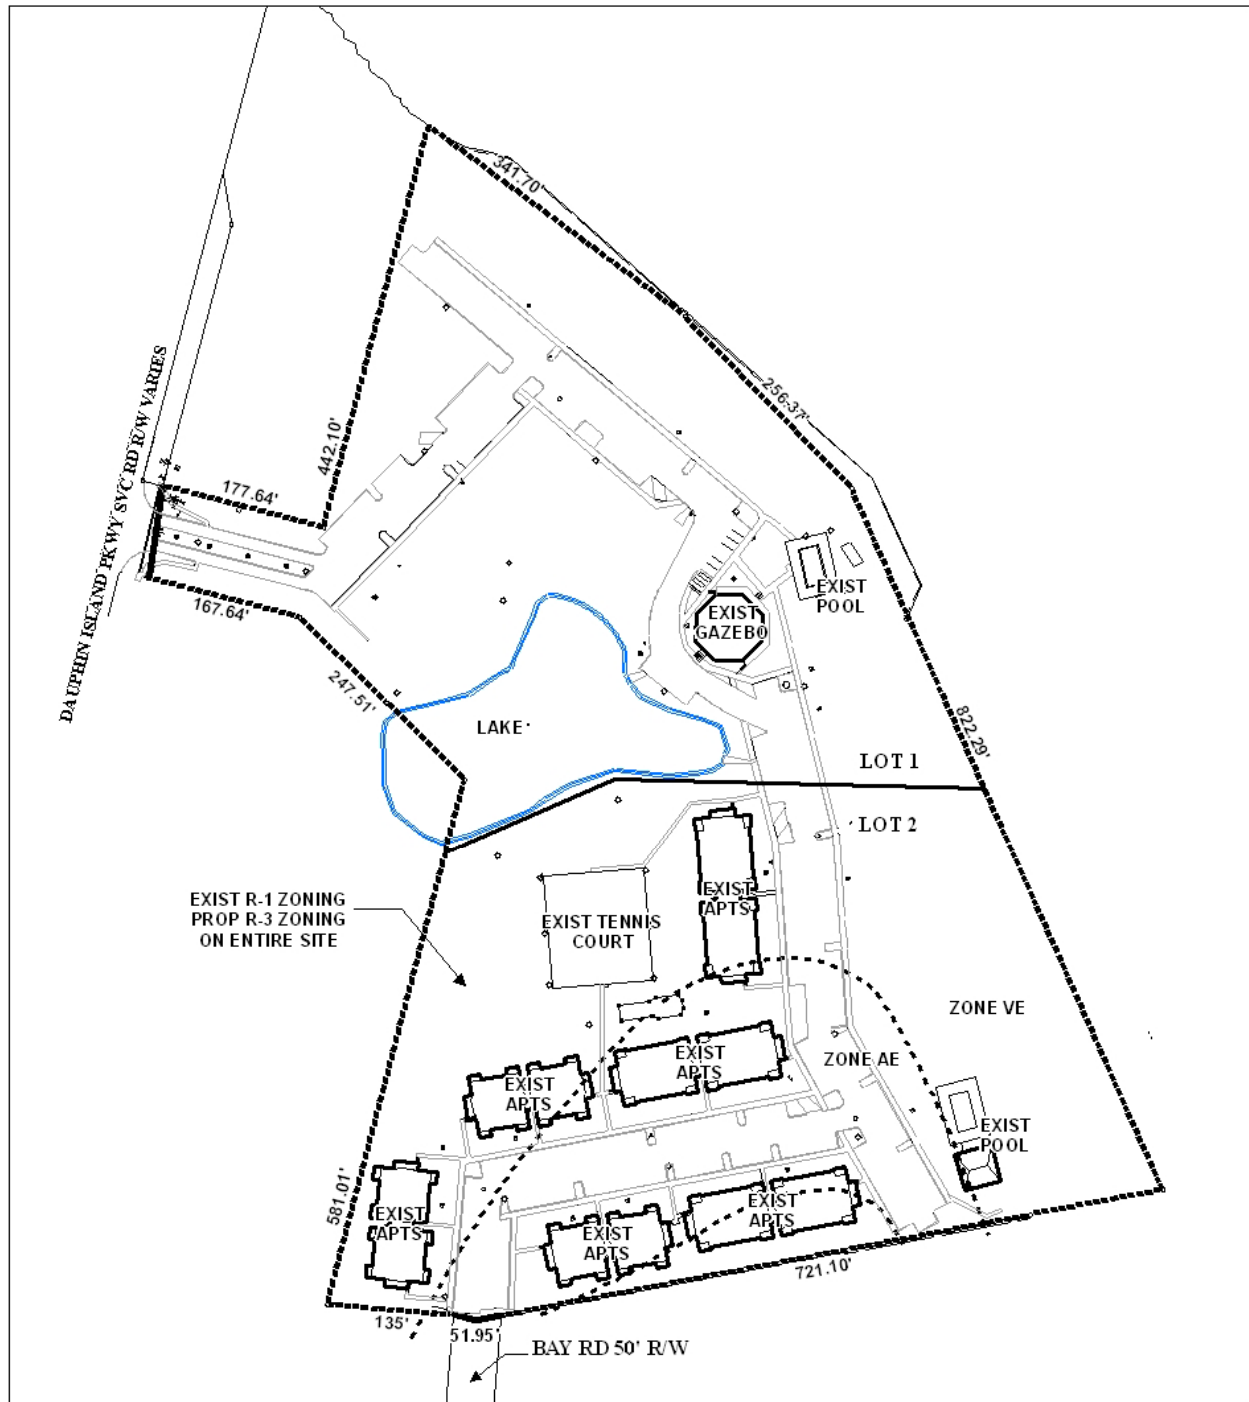 341.70'
256.37'
DAUPHIN ISLAND PKWY SVC RD R/W VARIES
442.10'
177.64'
167.64'
247.51'
EXIST
POOL
EXIST
GAZEBO
LAKE
822.29'
LOT 1
LOT 2
EXIST R-1 ZONING
PROP R-3 ZONING
ON ENTIRE SITE
EXIST
APTS
EXIST TENNIS
COURT
ZONE VE
ZONE AE
EXIST
APTS
EXIST
APTS
EXIST
POOL
581.01'
EXIST
APTS
EXIST
APTS
EXIST
APTS
721.10'
135'
51.95'
BAY RD 50' R/W